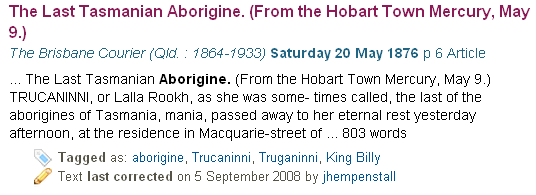 The Last Tasmanian Aborigine. (From the Hobart Town Mercury, May
9.)
The Brisbane Courier (Qld. : 1864-1933) Saturday 20 May 1876 p 6 Article
... The Last Tasmanian Aborigine. (From the Hobart Town Mercury, May 9.)
TRUCANINNI, or Lalla Rookh, as she was some- times called, the last of the
aborigines of Tasmania, mania, passed away to her eternal rest yesterday
afternoon, at the residence in Macquarie-street of ... 803 words
Tagged as: aborigine, Trucaninni, Truganinni, King Billy
Text last corrected on 5 September 2008 by jhempenstall